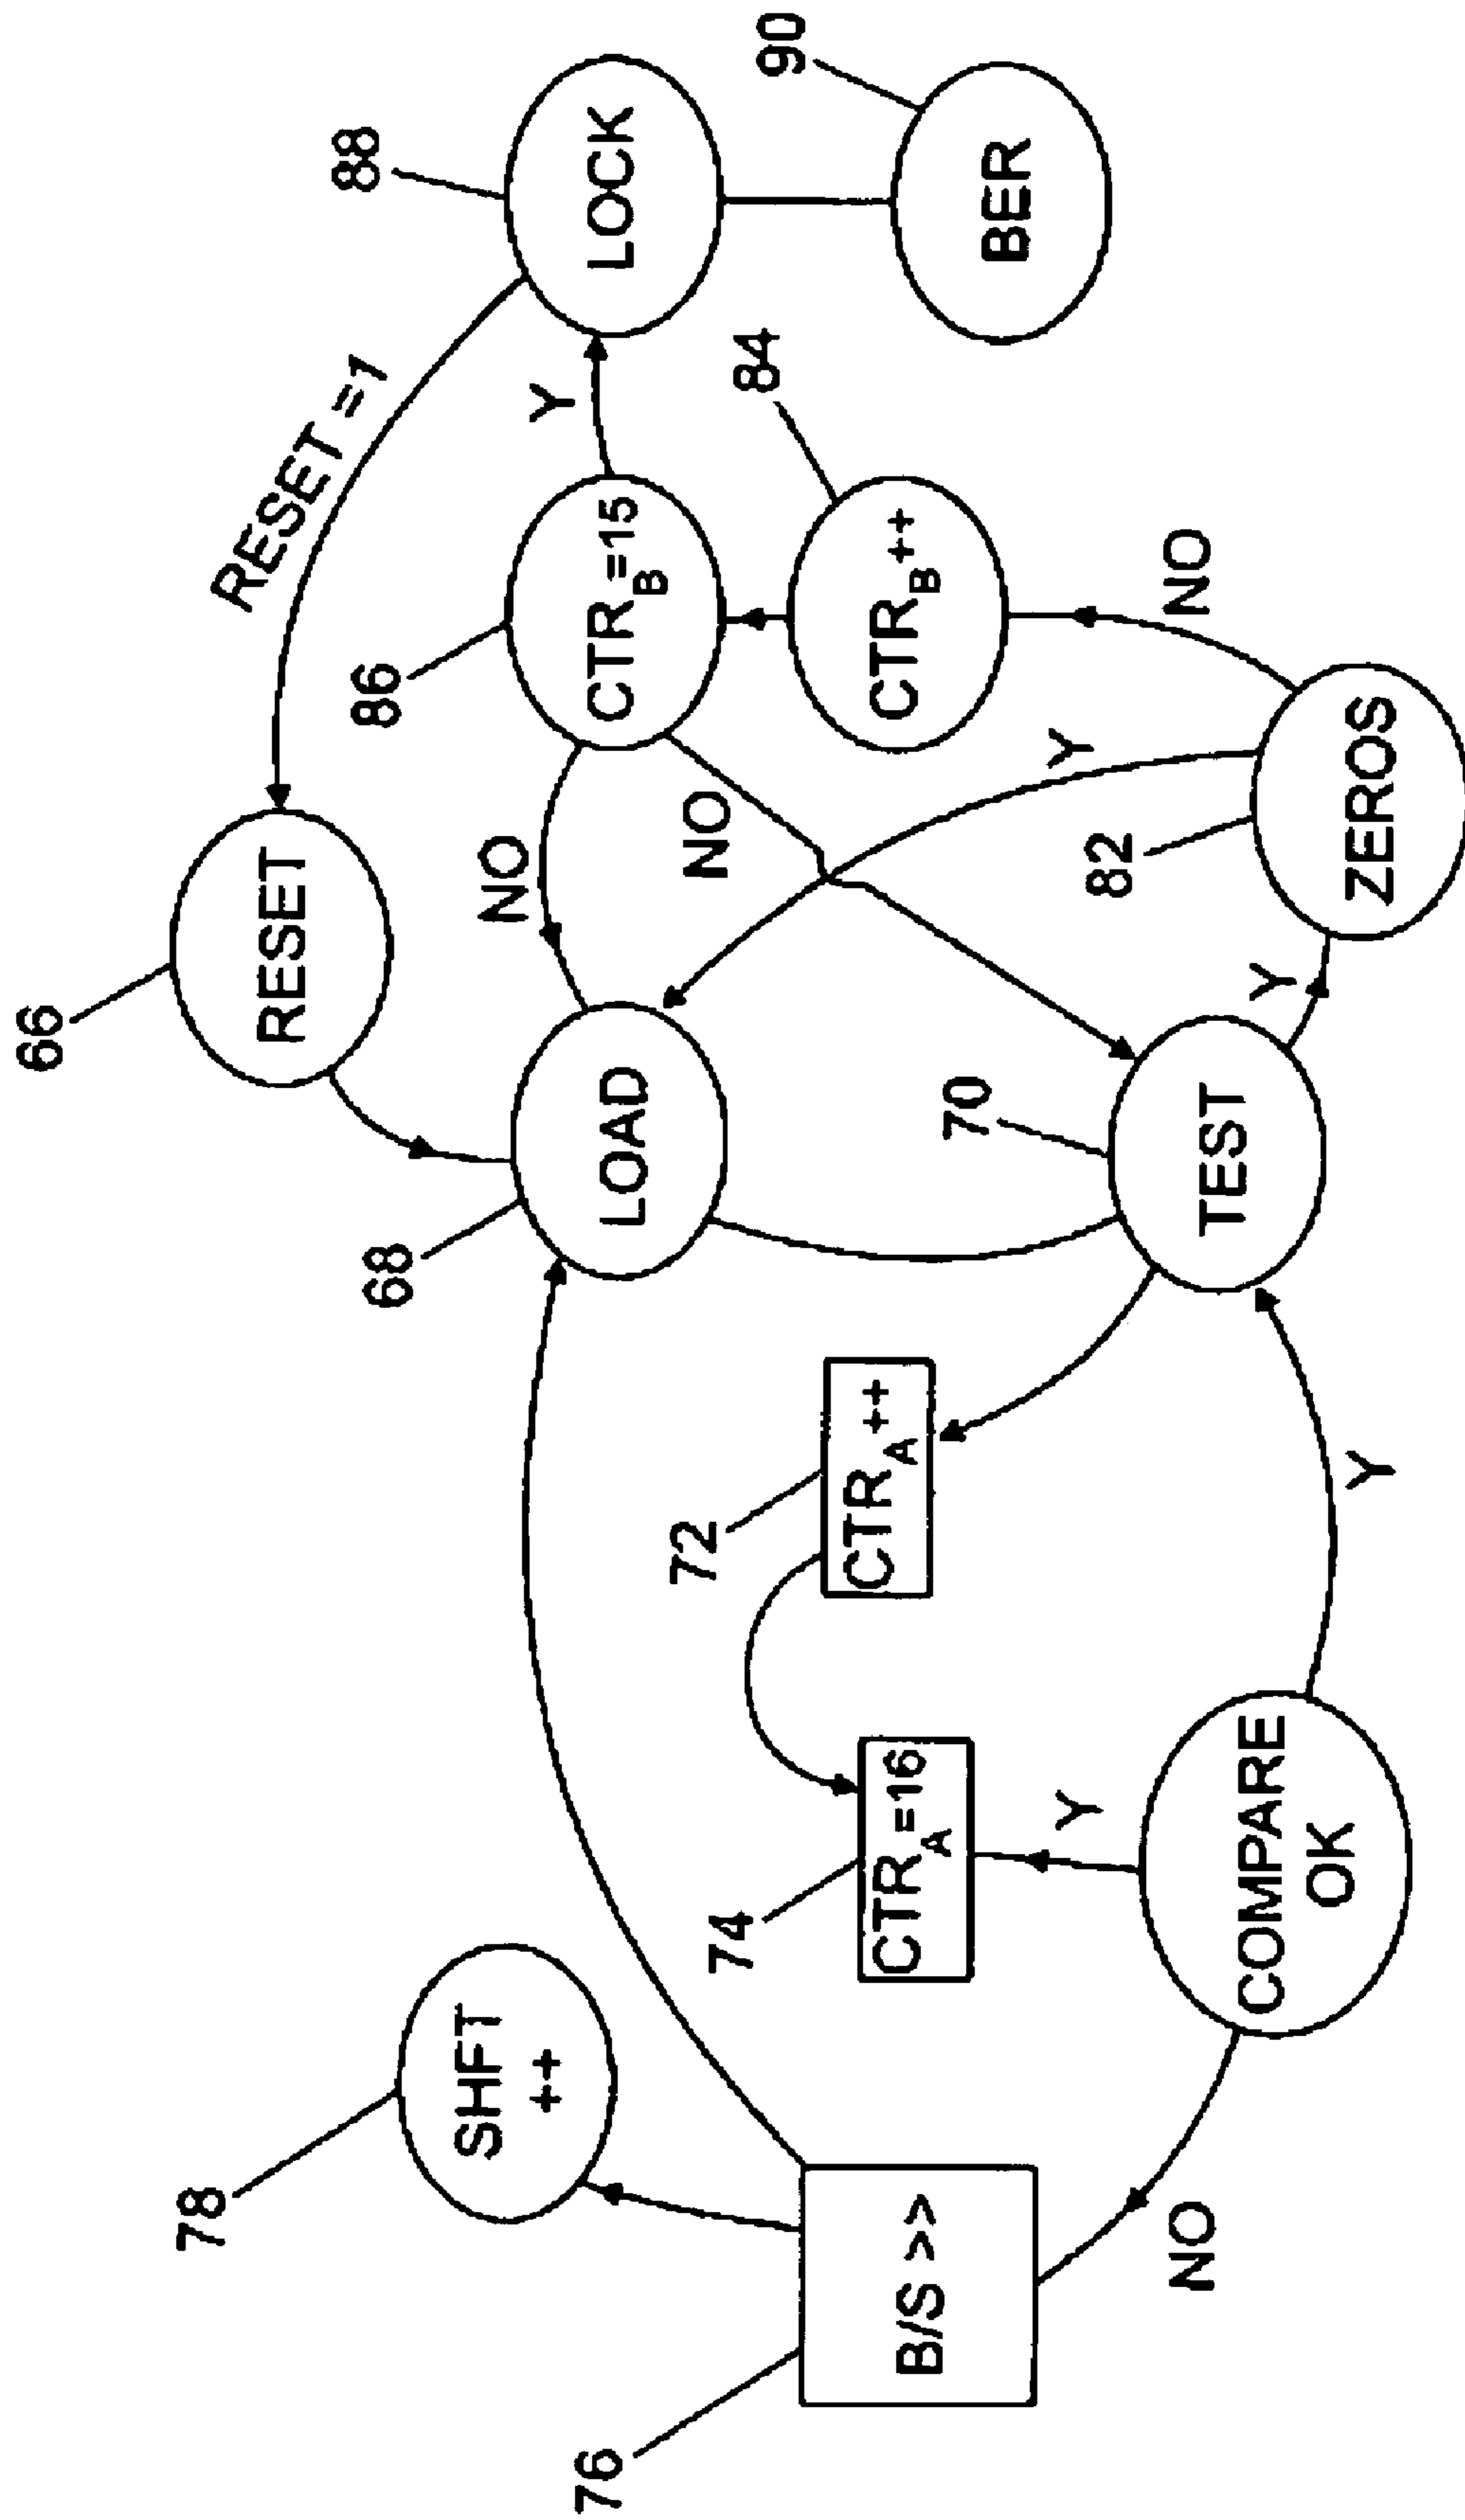 66
RESET
RESET =1
88
LOCK
90
BER
86
CTR_B=15
Y
84
CTR_B++
NO
NO
NO
68
LOAD
Y
82
ZEROS
Y
70
TEST
72
CTR_A++
74
CTR_A=16
Y
Y
COMPARE
OK
78
SHFT
++
76
B/S >>
NO